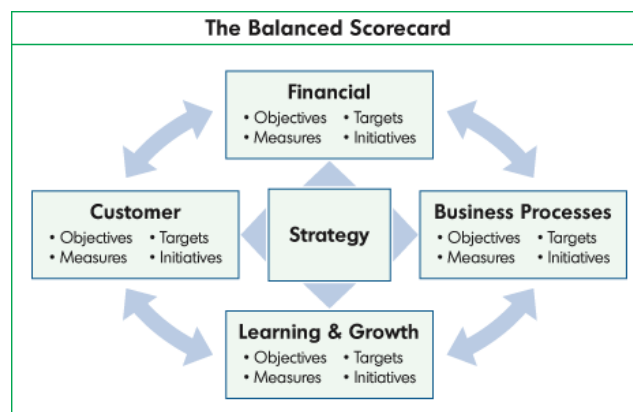 The Balanced Scorecard
Financial
• Objectives • Targets
• Measures • Initiatives
Customer
• Objectives • Targets
• Measures • Initiatives
Strategy
Business Processes
• Objectives • Targets
• Measures • Initiatives
Learning & Growth
• Objectives • Targets
• Measures • Initiatives